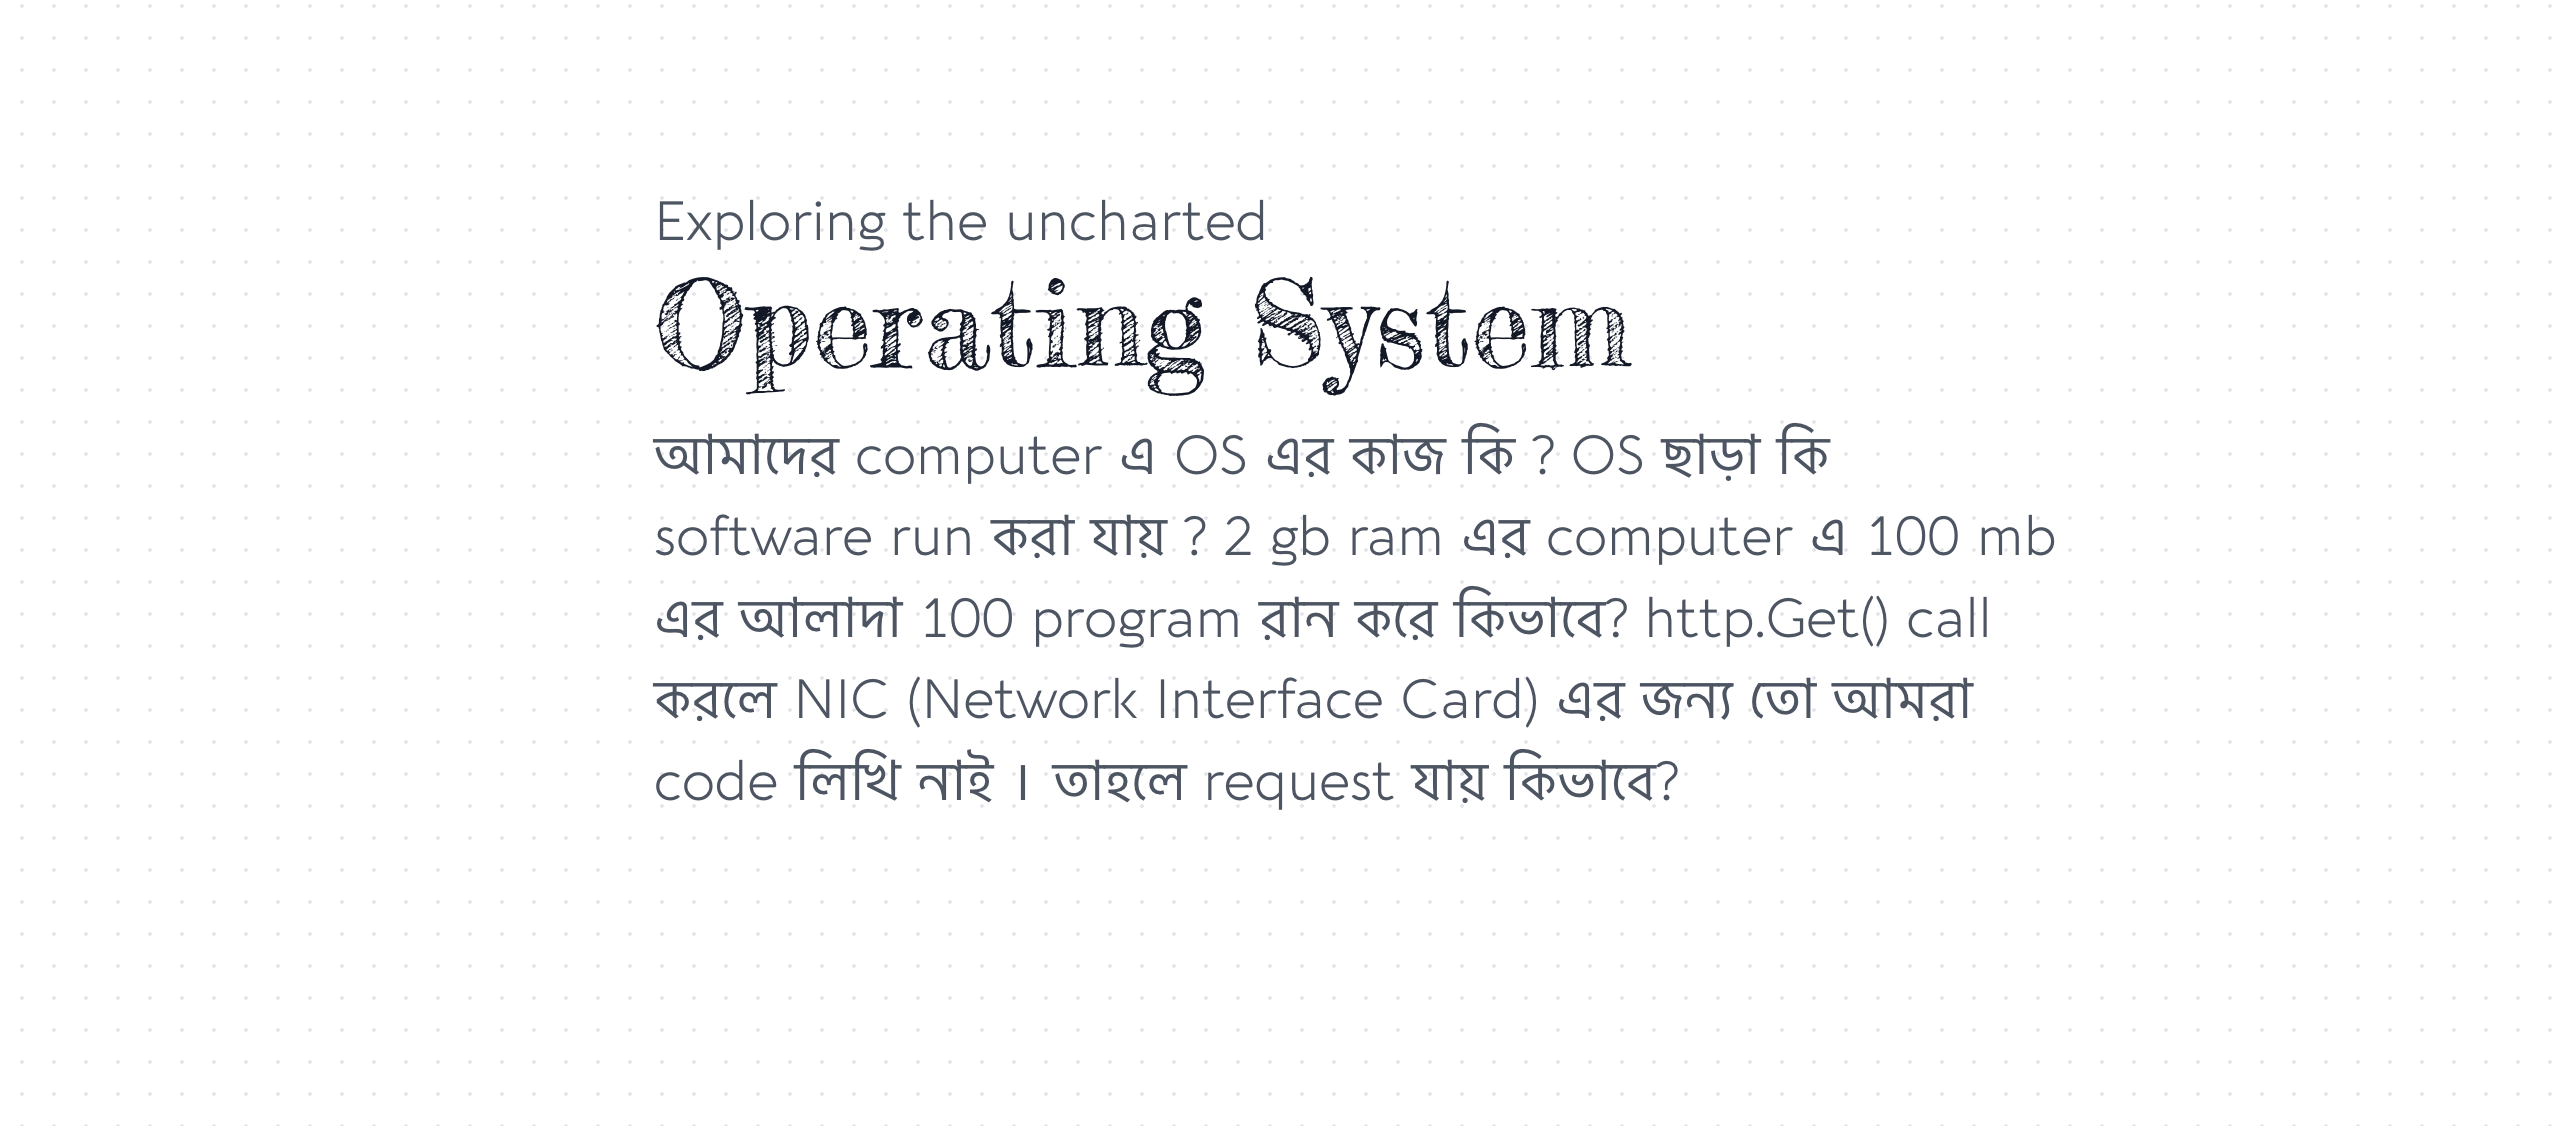 Exploring the uncharted
Operating System
আমাদের computer এ OS এর কাজ কি ? OS ছাড়া কি
software run করা যায় ? 2 gb ram এর computer এ 100 mb
এর আলাদা 100 program রান করে কিভাবে? http.Get() call
করলে NIC (Network Interface Card) এর জন্য তো আমরা
code লিখি নাই । তাহলে request যায় কিভাবে?